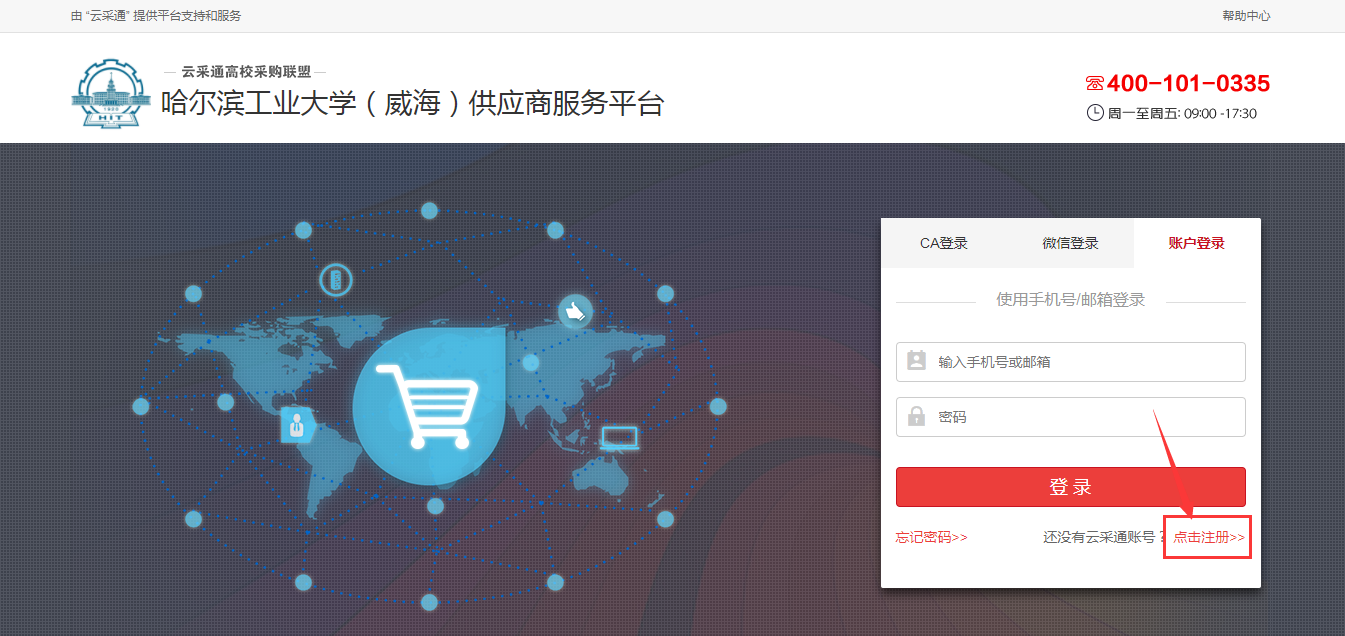 由 “云采通” 提供平台支持和服务
帮助中心
— 云采通高校采购联盟 —
哈尔滨工业大学（威海）供应商服务平台
400-101-0335
周一至周五: 09:00 -17:30
1920
HIT
CA登录
微信登录
账户登录
使用手机号/邮箱登录
输入手机号或邮箱
密码
登 录
忘记密码>>
还没有云采通账号？
点击注册>>